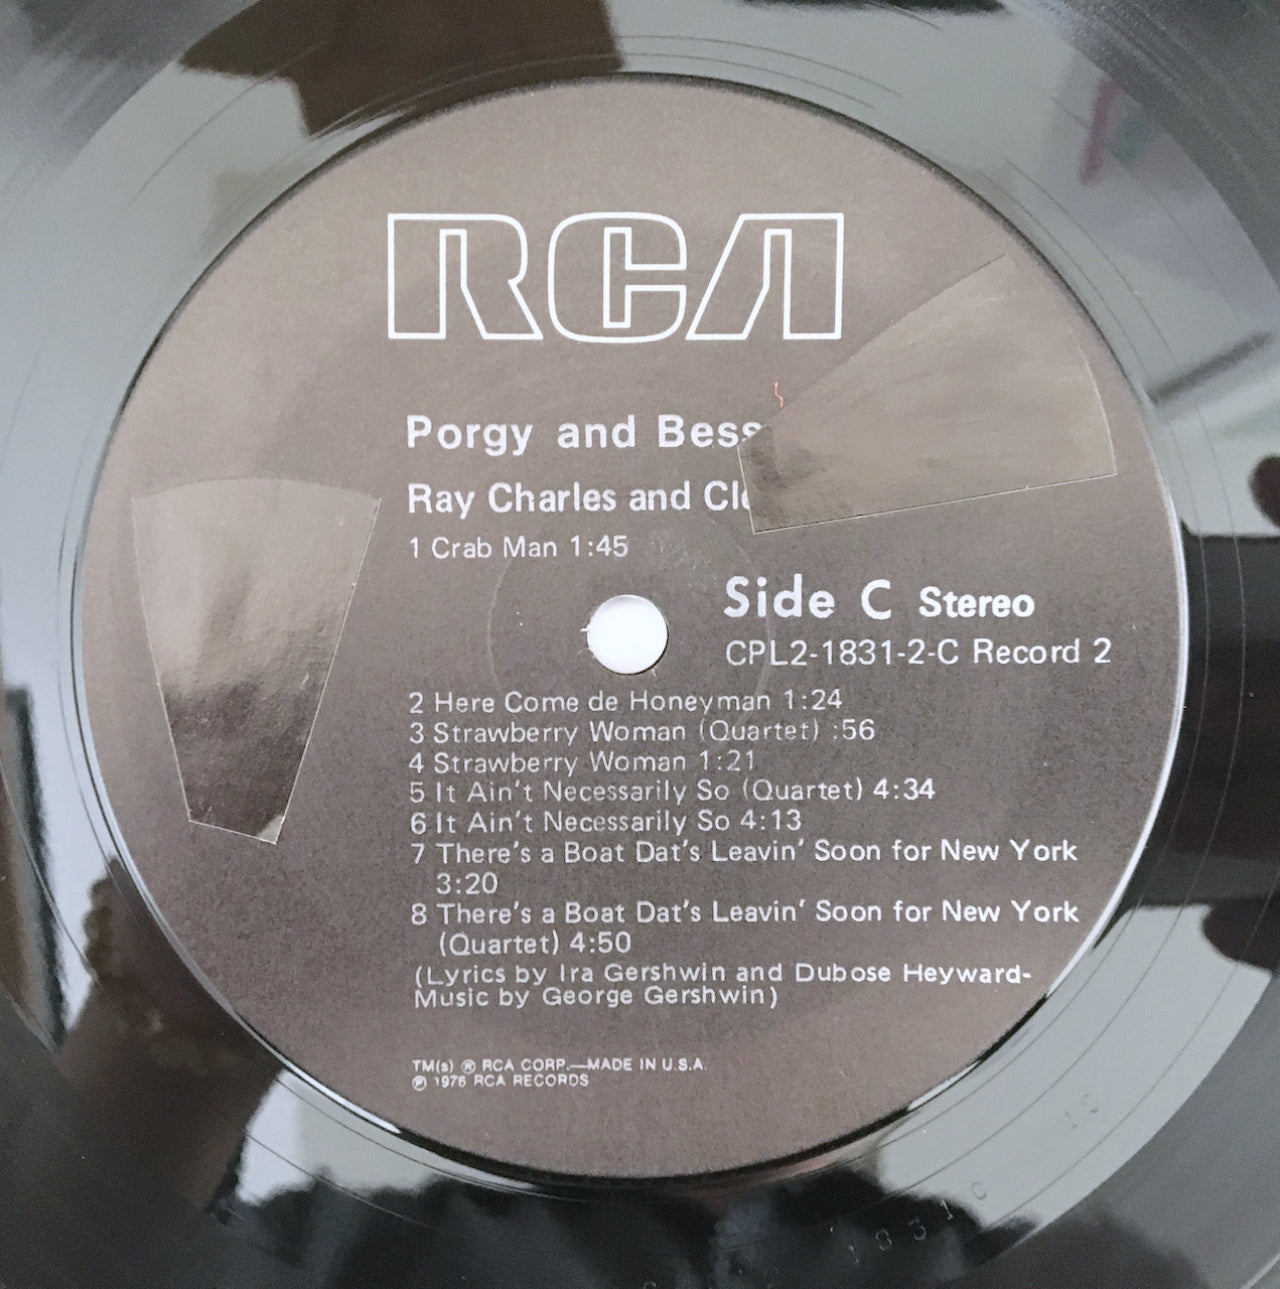 RCA
Porgy and Bess
Ray Charles and
1 Crab Man 1:45
Side C Stereo
CPL2-1831-2-C Record 2
2 Here Come de Honeyman 1:24
3 Strawberry Woman (Quartet) :56
4 Strawberry Woman 1:21
5 It Ain't Necessarily So (Quartet) 4:34
6 It Ain't Necessarily So 4:13
7 There's a Boat Dat's Leavin' Soon for New York
3:20
8 There's a Boat Dat's Leavin' Soon for New York
(Quartet) 4:50
(Lyrics by Ira Gershwin and Dubose Heyward-
Music by George Gershwin)
TM(s) ® RCA CORP.—MADE IN U.S.A.
℗ 1976 RCA RECORDS